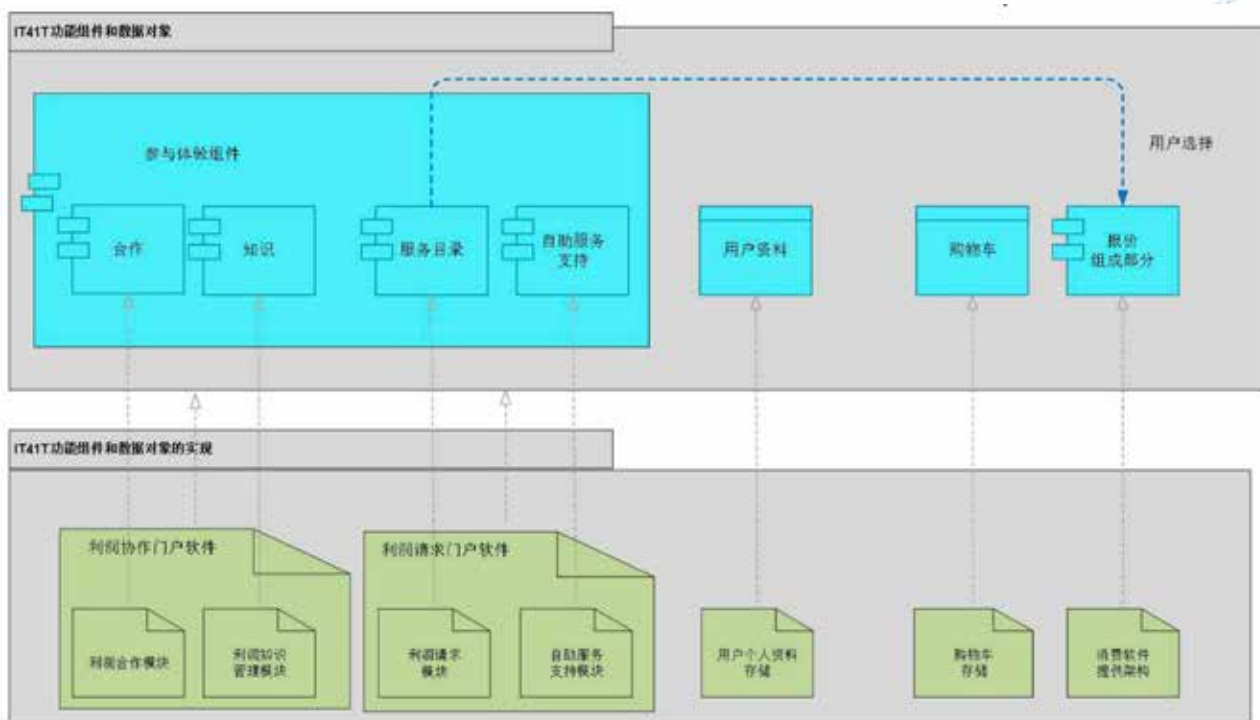 IT41T功能组件和数据对象
用户选择
参与体验组件
合作
知识
服务目录
自助服务
支持
用户资料
购物车
报价
组成部分
IT41T功能组件和数据对象的实现
利润协作门户软件
利润请求门户软件
利润合作模块
利润知识
管理模块
利润请求
模块
自助服务
支持模块
用户个人资料
存储
购物车
存储
消费软件
提供架构